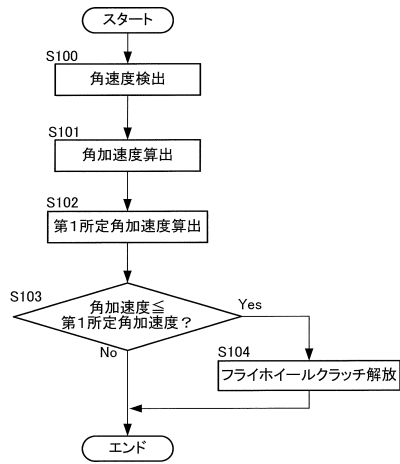 スタート
S100
角速度検出
S101
角加速度算出
S102
第1所定角加速度算出
S103
角加速度≦
第1所定角加速度？
Yes
No
S104
フライホイールクラッチ解放
エンド